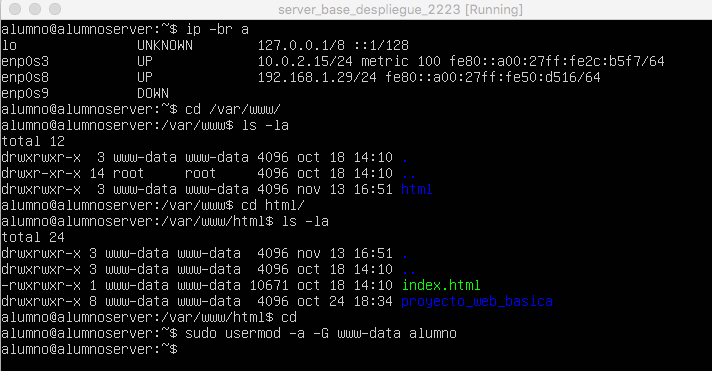 server_base_despliegue_2223 [Running]
alumno@alumnoserver:~$ ip -br a
lo               UNKNOWN        127.0.0.1/8 ::1/128
enp0s3           UP             10.0.2.15/24 metric 100 fe80::a00:27ff:fe2c:b5f7/64
enp0s8           UP             192.168.1.29/24 fe80::a00:27ff:fe50:d516/64
enp0s9           DOWN
alumno@alumnoserver:~$ cd /var/www/
alumno@alumnoserver:/var/www$ ls -la
total 12
drwxrwxr-x  3 www-data www-data 4096 oct 18 14:10 .
drwxr-xr-x 14 root     root     4096 oct 18 14:10 ..
drwxrwxr-x  3 www-data www-data 4096 nov 13 16:51 html
alumno@alumnoserver:/var/www$ cd html/
alumno@alumnoserver:/var/www/html$ ls -la
total 24
drwxrwxr-x 3 www-data www-data  4096 nov 13 16:51 .
drwxrwxr-x 3 www-data www-data  4096 oct 18 14:10 ..
-rwxrwxr-x 1 www-data www-data 10671 oct 18 14:10 index.html
drwxrwxr-x 8 www-data www-data  4096 oct 24 18:34 proyecto_web_basica
alumno@alumnoserver:/var/www/html$ cd
alumno@alumnoserver:~$ sudo usermod -a -G www-data alumno
alumno@alumnoserver:~$